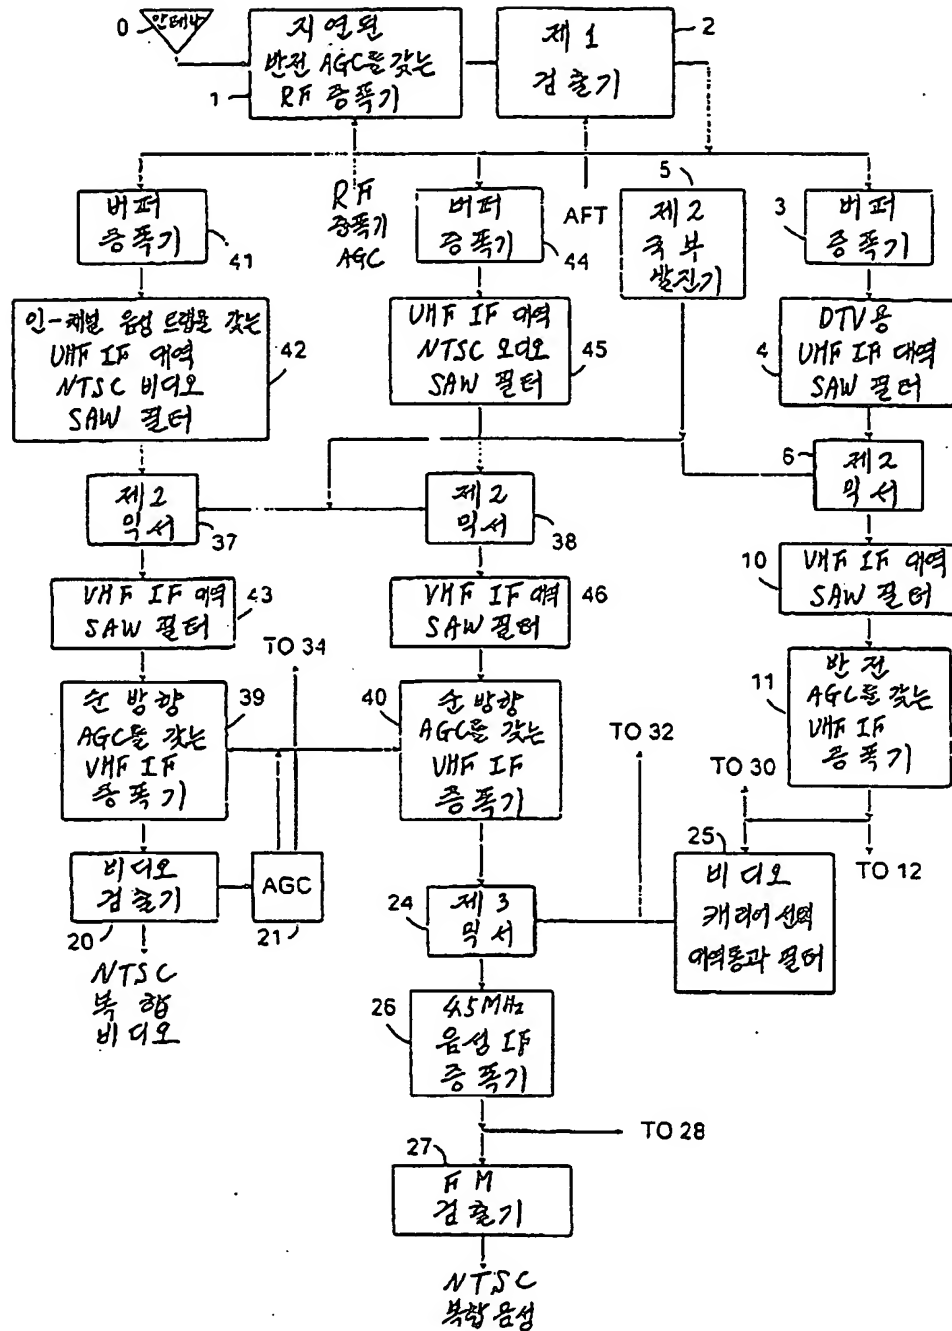 0
안테나
지연된
반전 AGC를 갖는
RF 증폭기
1
제 1
검출기
2
RF
증폭기
AGC
AFT
버퍼
증폭기
41
버퍼
증폭기
44
5
제 2
국부
발진기
3
버퍼
증폭기
인-채널 음성 트랩을 갖는
UHF IF 대역
NTSC 비디오
SAW 필터
42
UHF IF 대역
NTSC 오디오
SAW 필터
45
DTV용
UHF IF 대역
SAW 필터
4
제 2
믹서
37
제 2
믹서
38
6
제 2
믹서
VHF IF 대역
SAW 필터
43
VHF IF 대역
SAW 필터
46
10
VHF IF 대역
SAW 필터
TO 34
순방향
AGC를 갖는
VHF IF
증폭기
39
40
순방향
AGC를 갖는
VHF IF
증폭기
TO 32
11
반전
AGC를 갖는
VHF IF
증폭기
TO 30
TO 12
비디오
검출기
20
AGC
21
24
제 3
믹서
25
비디오
캐리어 선택
대역통과 필터
NTSC
복합
비디오
26
4.5MHz
음성 IF
증폭기
TO 28
27
FM
검출기
NTSC
복합 음성